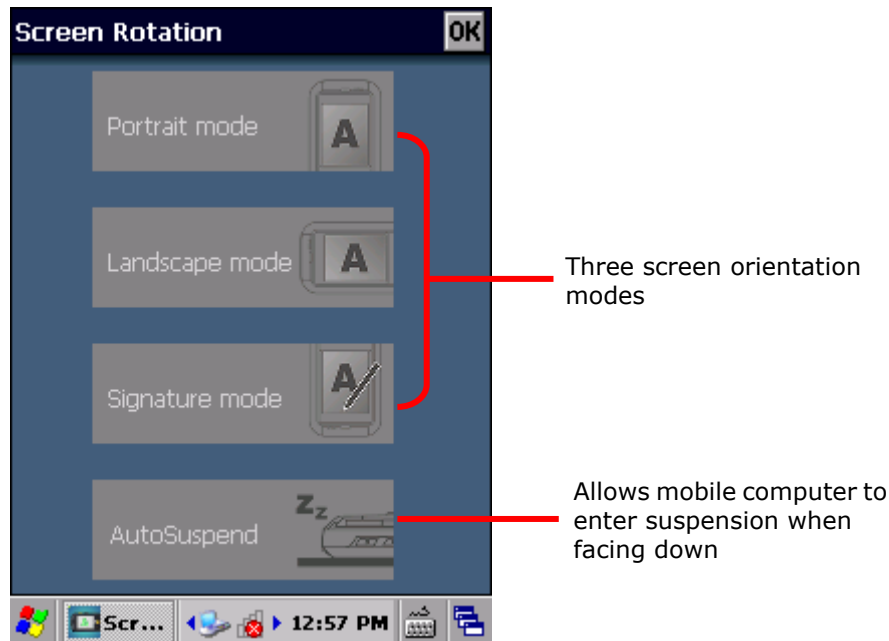 Screen Rotation OK
Portrait mode A
Landscape mode A
Three screen orientation
modes
Signature mode A
Allows mobile computer to
enter suspension when
facing down
AutoSuspend Zz
Scr... 12:57 PM